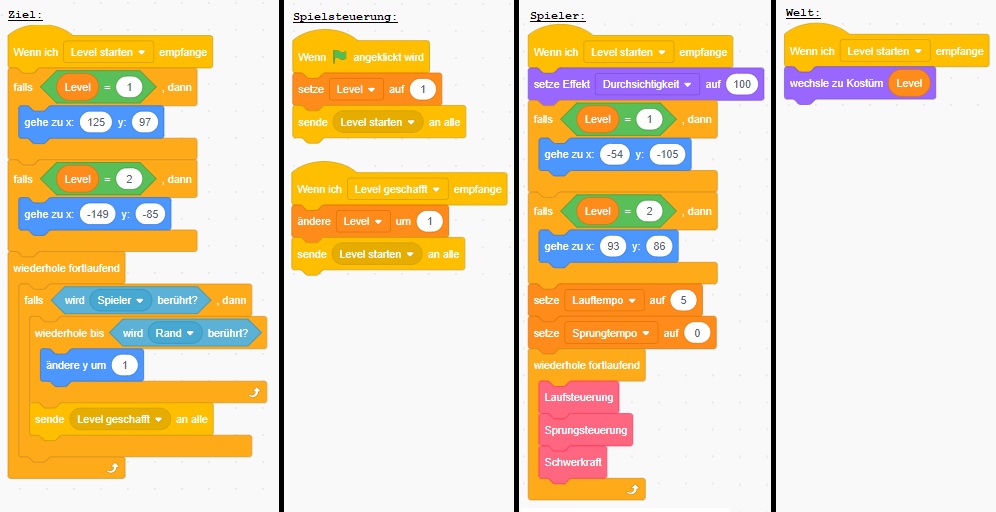 Ziel:
Wenn ich Level starten empfange
falls Level = 1 , dann
gehe zu x: 125 y: 97
falls Level = 2 , dann
gehe zu x: -149 y: -85
wiederhole fortlaufend
falls wird Spieler berührt? , dann
wiederhole bis wird Rand berührt?
ändere y um 1
sende Level geschafft an alle
Spielsteuerung:
Wenn angeklickt wird
setze Level auf 1
sende Level starten an alle
Wenn ich Level geschafft empfange
ändere Level um 1
sende Level starten an alle
Spieler:
Wenn ich Level starten empfange
setze Effekt Durchsichtigkeit auf 100
falls Level = 1 , dann
gehe zu x: -54 y: -105
falls Level = 2 , dann
gehe zu x: 93 y: 86
setze Lauftempo auf 5
setze Sprungtempo auf 0
wiederhole fortlaufend
Laufsteuerung
Sprungsteuerung
Schwerkraft
Welt:
Wenn ich Level starten empfange
wechsle zu Kostüm Level